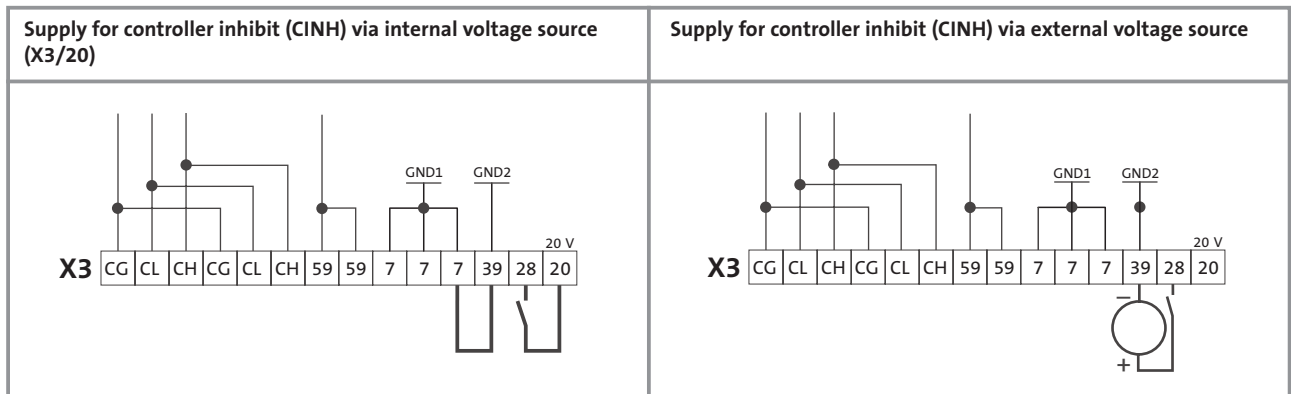 Supply for controller inhibit (CINH) via internal voltage source
(X3/20)
Supply for controller inhibit (CINH) via external voltage source
GND1 GND2
20 V
X3 CG CL CH CG CL CH 59 59 7 7 7 39 28 20
GND1 GND2
20 V
X3 CG CL CH CG CL CH 59 59 7 7 7 39 28 20
−
+